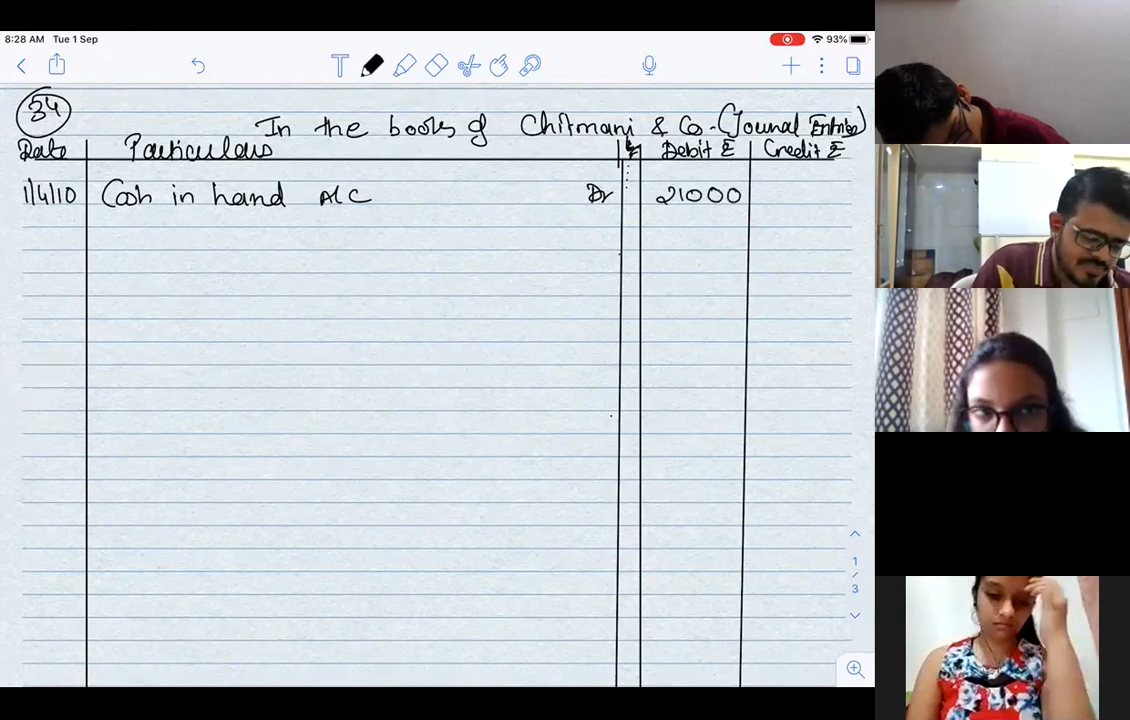 8:28 AM Tue 1 Sep 93%
T
34
In the books of Chitmani & Co. (Journal Entries)
Date Particulars Debit ₹ Credit ₹
1/4/10 Cash in hand A/C Dr 21000
1
/
3